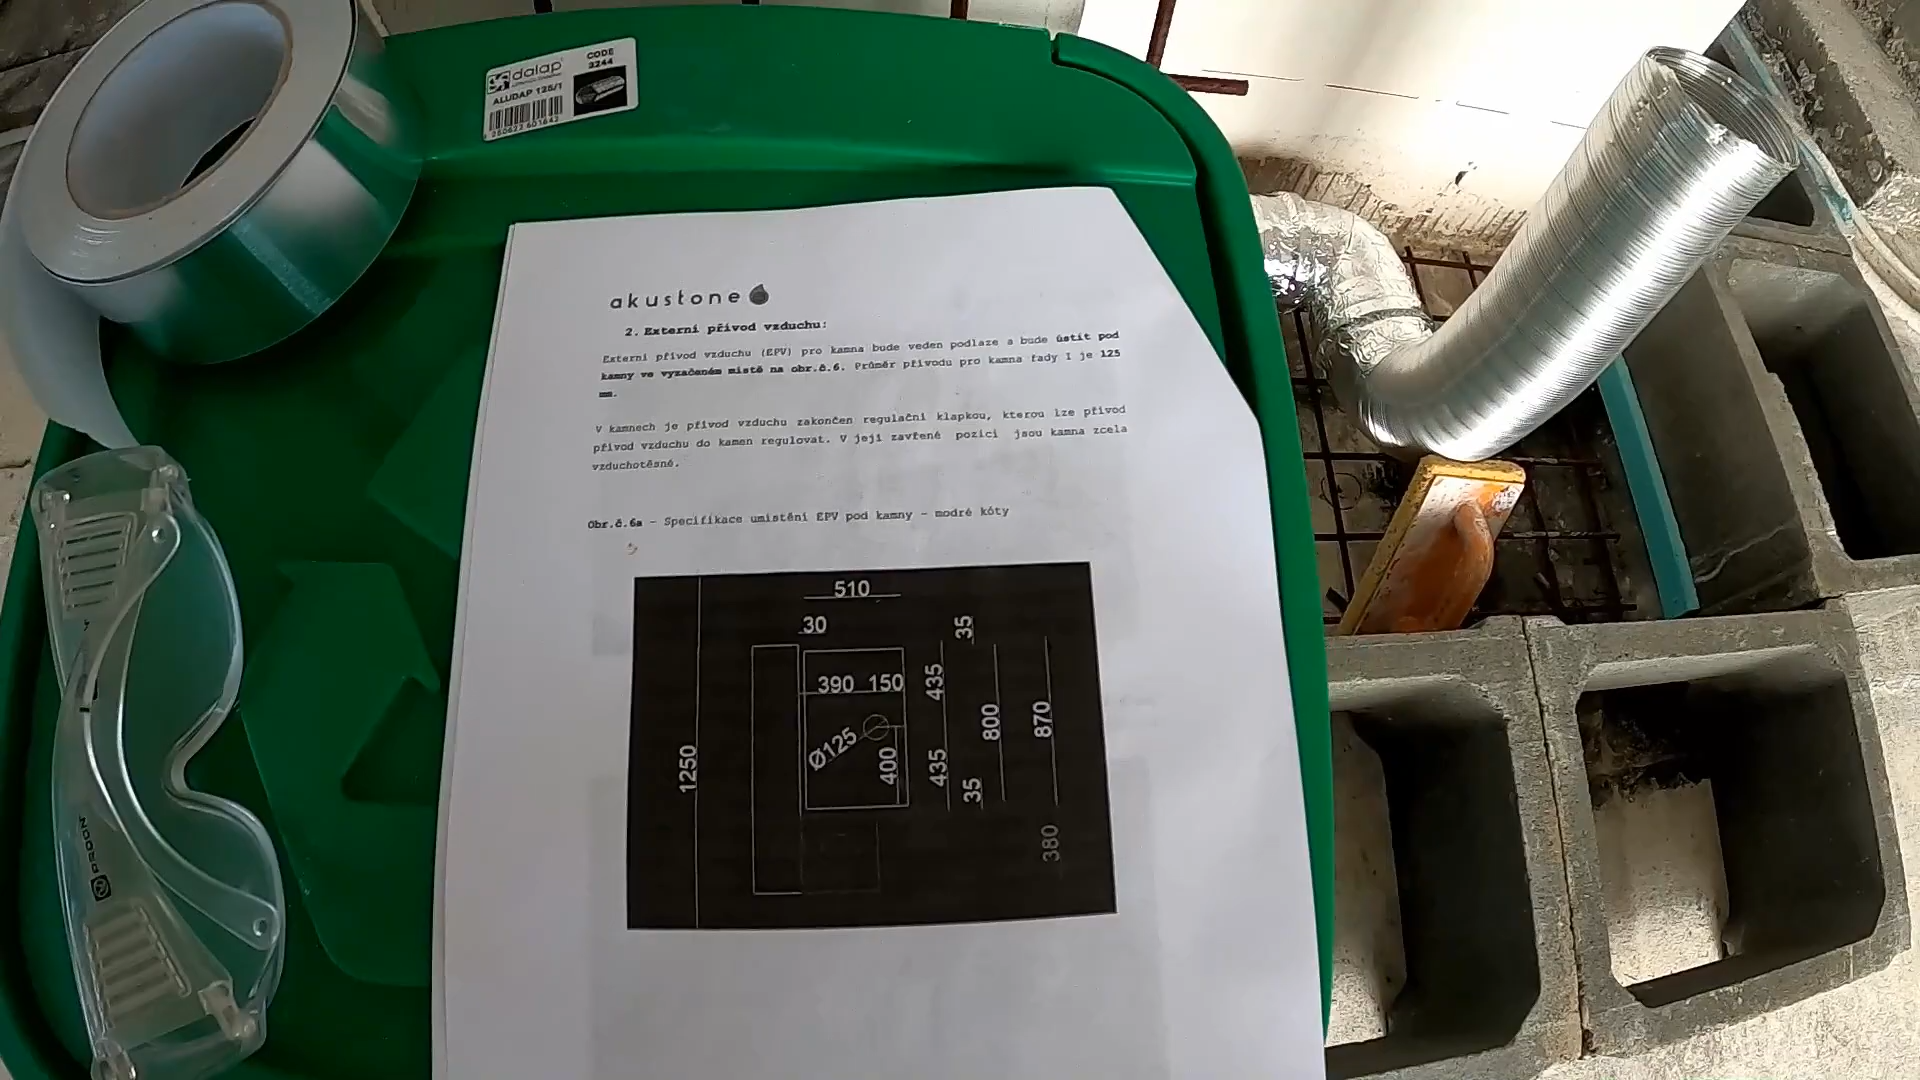 dalap
CODE
3244
ALUDAP 125/1
akustone
2. Externí přívod vzduchu:
Externí přívod vzduchu (EPV) pro kamna bude veden podlaze a bude ústit pod
kamny ve vyzačeném místě na obr.č.6. Průměr přívodu pro kamna řady I je 125
mm.
V kamnech je přívod vzduchu zakončen regulační klapkou, kterou lze přívod
přívod vzduchu do kamen regulovat. V její zavřené pozici jsou kamna zcela
vzduchotěsné.
Obr.č.6a - Specifikace umístění EPV pod kamny - modré kóty
510
30
35
390 150
435
800
870
Ø125
1250
400
435
35
380